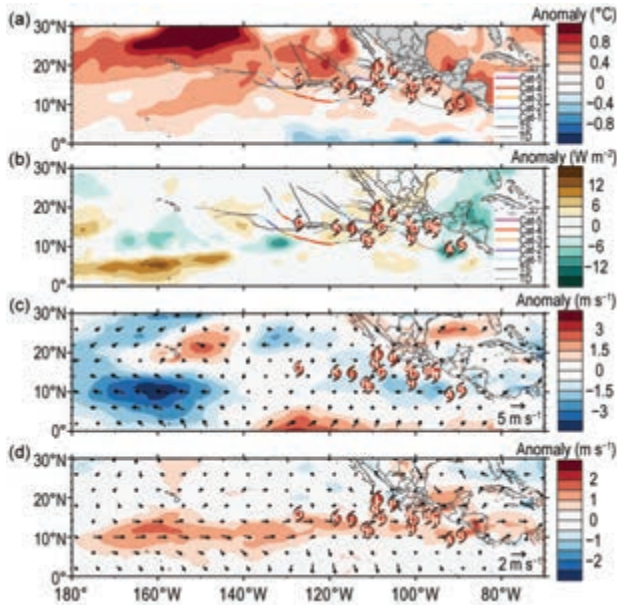 (a) Anomaly (°C)
30°N
20°N
10°N
0°
0.8
0.4
0
−0.4
−0.8
(b) Anomaly (W m⁻²)
30°N
20°N
10°N
0°
12
6
0
−6
−12
(c) Anomaly (m s⁻¹)
30°N
20°N
10°N
0°
3
1.5
0
−1.5
−3
5 m s⁻¹
(d) Anomaly (m s⁻¹)
30°N
20°N
10°N
0°
2
1
0
−1
−2
2 m s⁻¹
180° 160°W 140°W 120°W 100°W 80°W